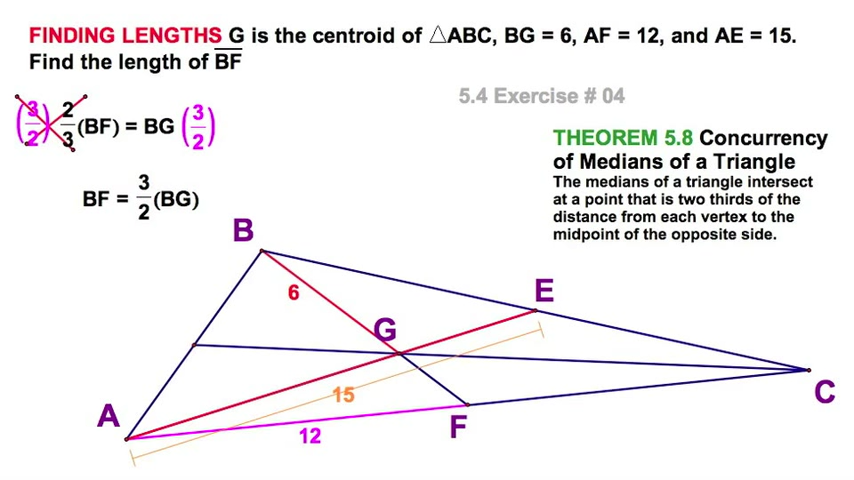 FINDING LENGTHS G is the centroid of △ABC, BG = 6, AF = 12, and AE = 15.
Find the length of B̅F̅
5.4 Exercise # 04
(3/2) 2/3 (BF) = BG (3/2)
BF = 3/2 (BG)
THEOREM 5.8 Concurrency
of Medians of a Triangle
The medians of a triangle intersect
at a point that is two thirds of the
distance from each vertex to the
midpoint of the opposite side.
B
6
E
G
15
C
A
F
12